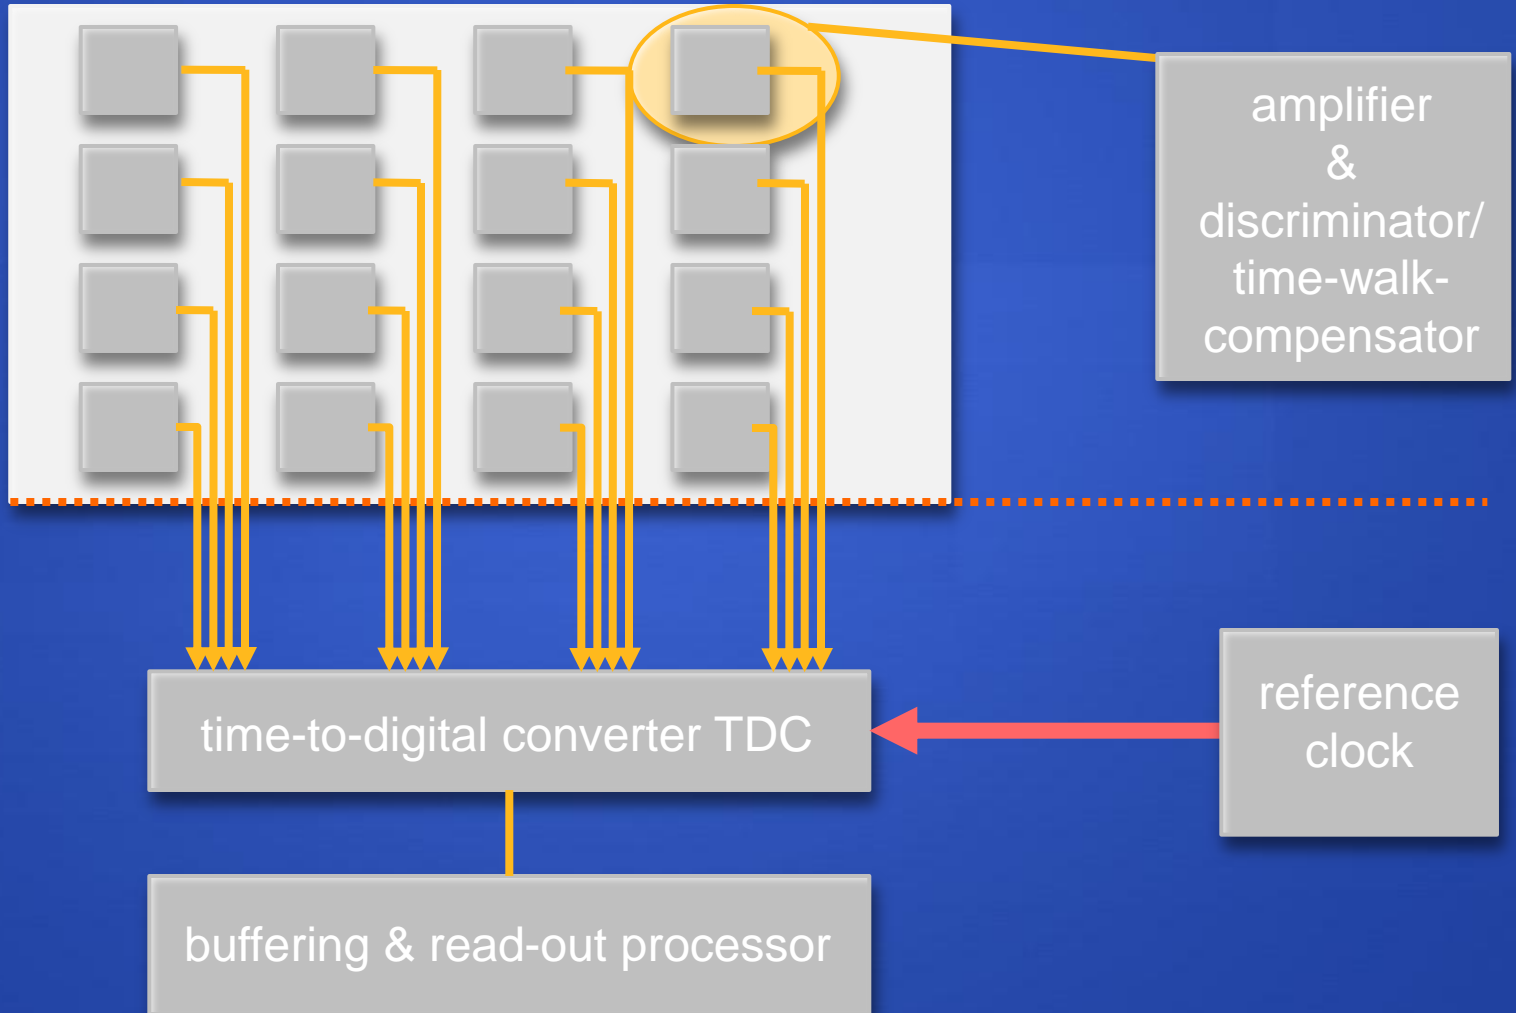 amplifier
&
discriminator/
time-walk-
compensator
time-to-digital converter TDC
reference
clock
buffering & read-out processor